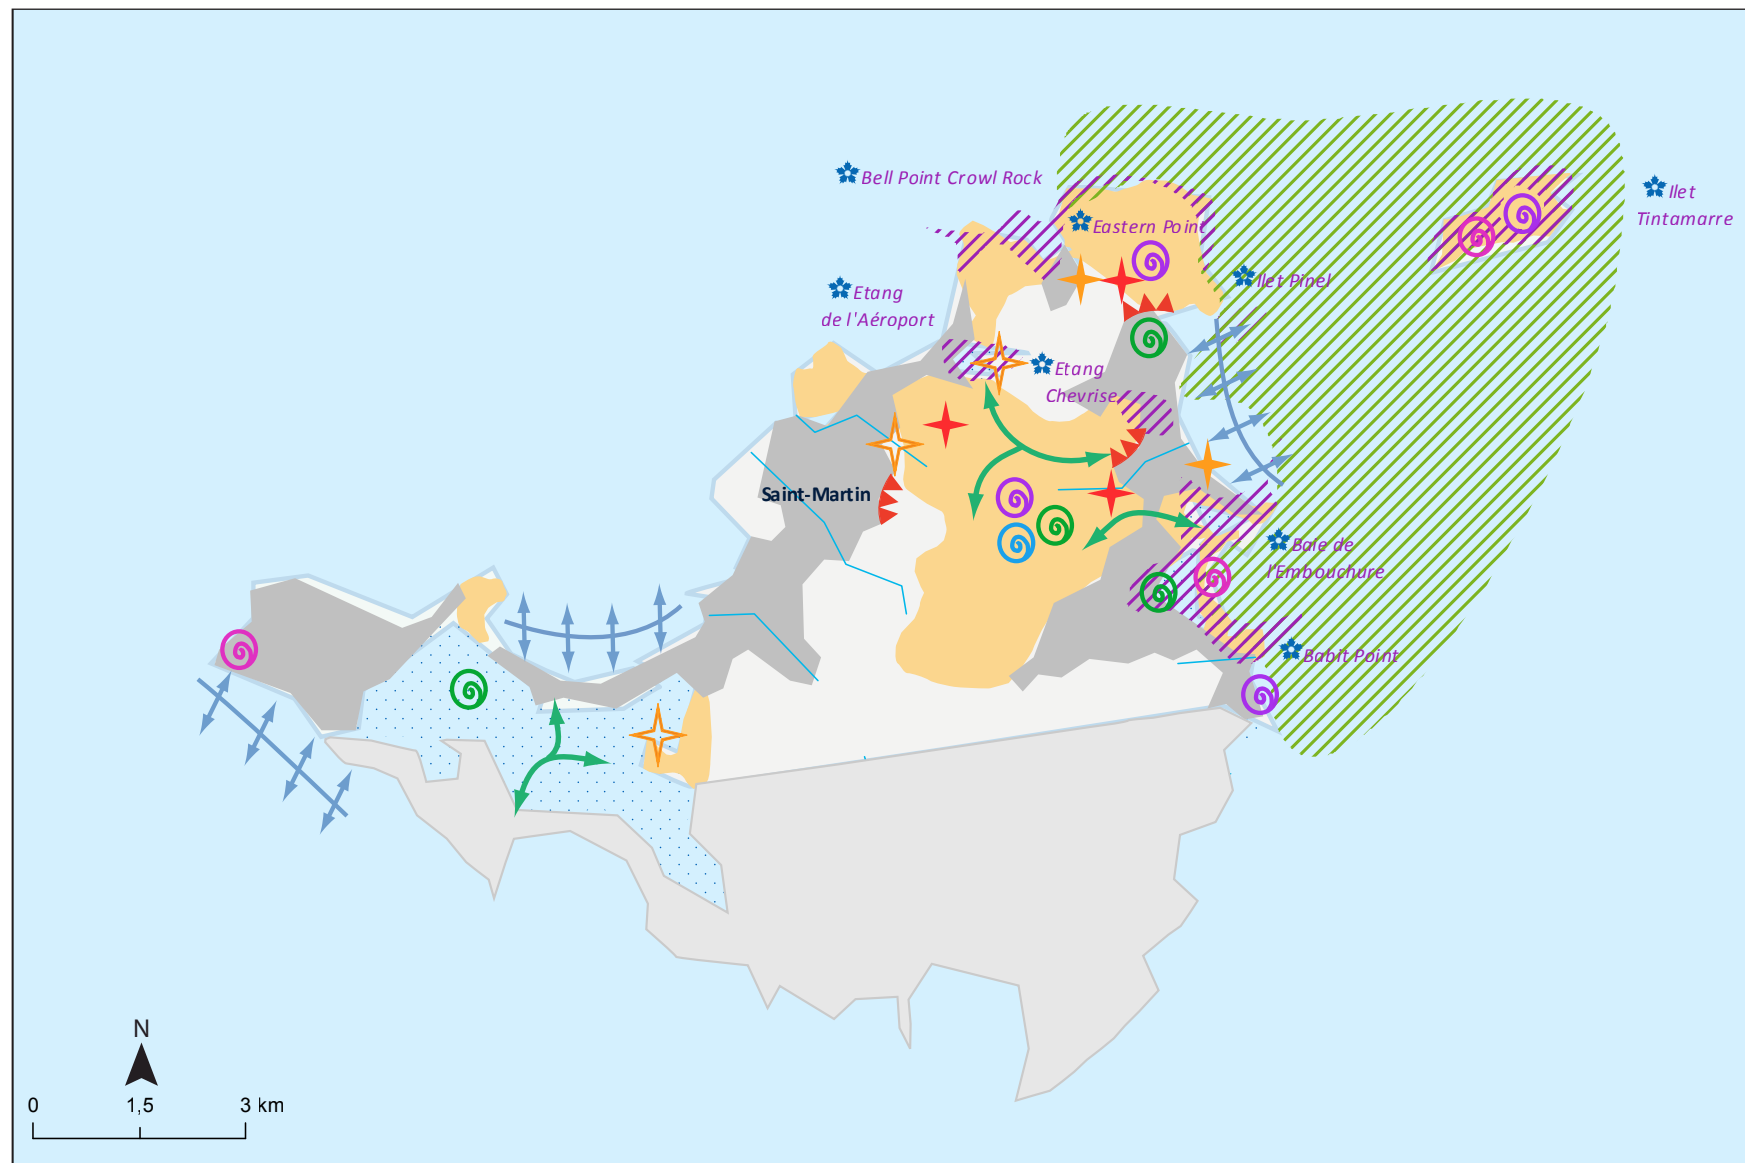 Bell Point Crowl Rock
Ilet
Tintamarre
Eastern Point
Ilet Pinel
Etang
de l'Aéroport
Etang
Chevrise
Saint-Martin
Baie de
l'Embouchure
Babit Point
N
0 1,5 3 km